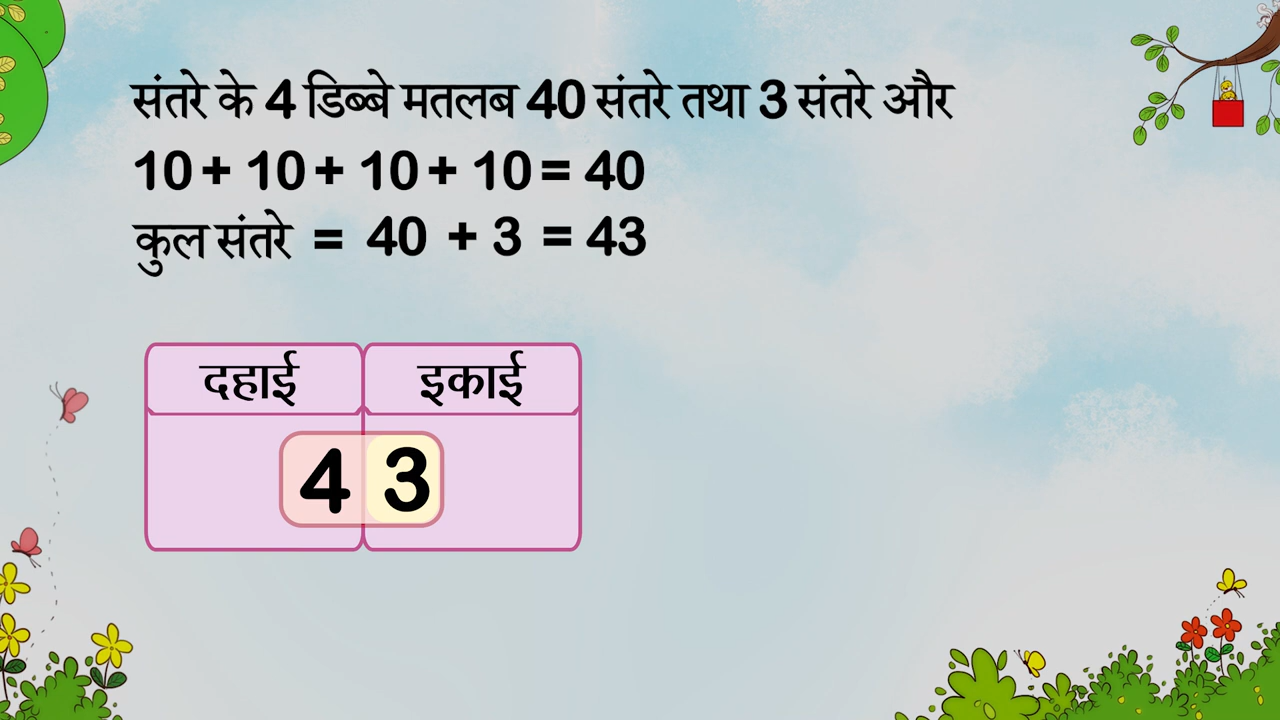 संतरे के 4 डिब्बे मतलब 40 संतरे तथा 3 संतरे और
10 + 10 + 10 + 10 = 40
कुल संतरे = 40 + 3 = 43
दहाई इकाई
4 3